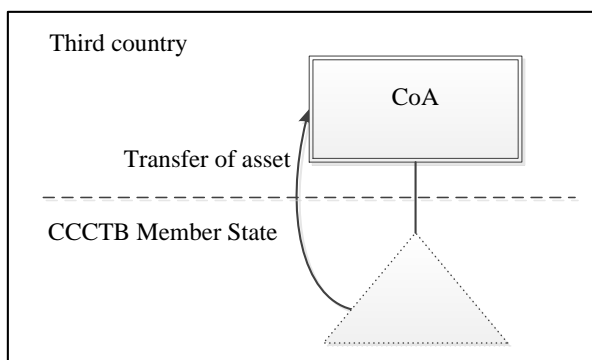 Third country
CoA
Transfer of asset
CCCTB Member State